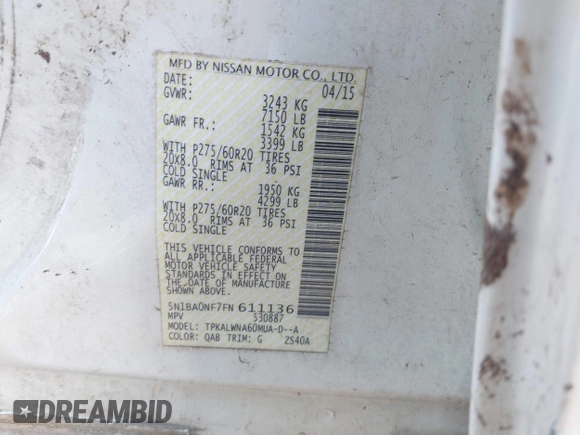 MFD BY NISSAN MOTOR CO., LTD.
DATE: 04/15
GVWR: 3243 KG
7150 LB
GAWR FR.: 1542 KG
3399 LB
WITH P275/60R20 TIRES
20X8.0 RIMS AT 36 PSI
COLD SINGLE
GAWR RR.: 1950 KG
4299 LB
WITH P275/60R20 TIRES
20X8.0 RIMS AT 36 PSI
COLD SINGLE
THIS VEHICLE CONFORMS TO
ALL APPLICABLE FEDERAL
MOTOR VEHICLE SAFETY
STANDARDS IN EFFECT ON
THE DATE OF MANUFACTURE
SHOWN ABOVE.
5N1BA0NF7FN611136
MPV 530887
MODEL: TPKALWNA60MUA-D--A
COLOR: QAB TRIM: G 2S40A
DREAMBID